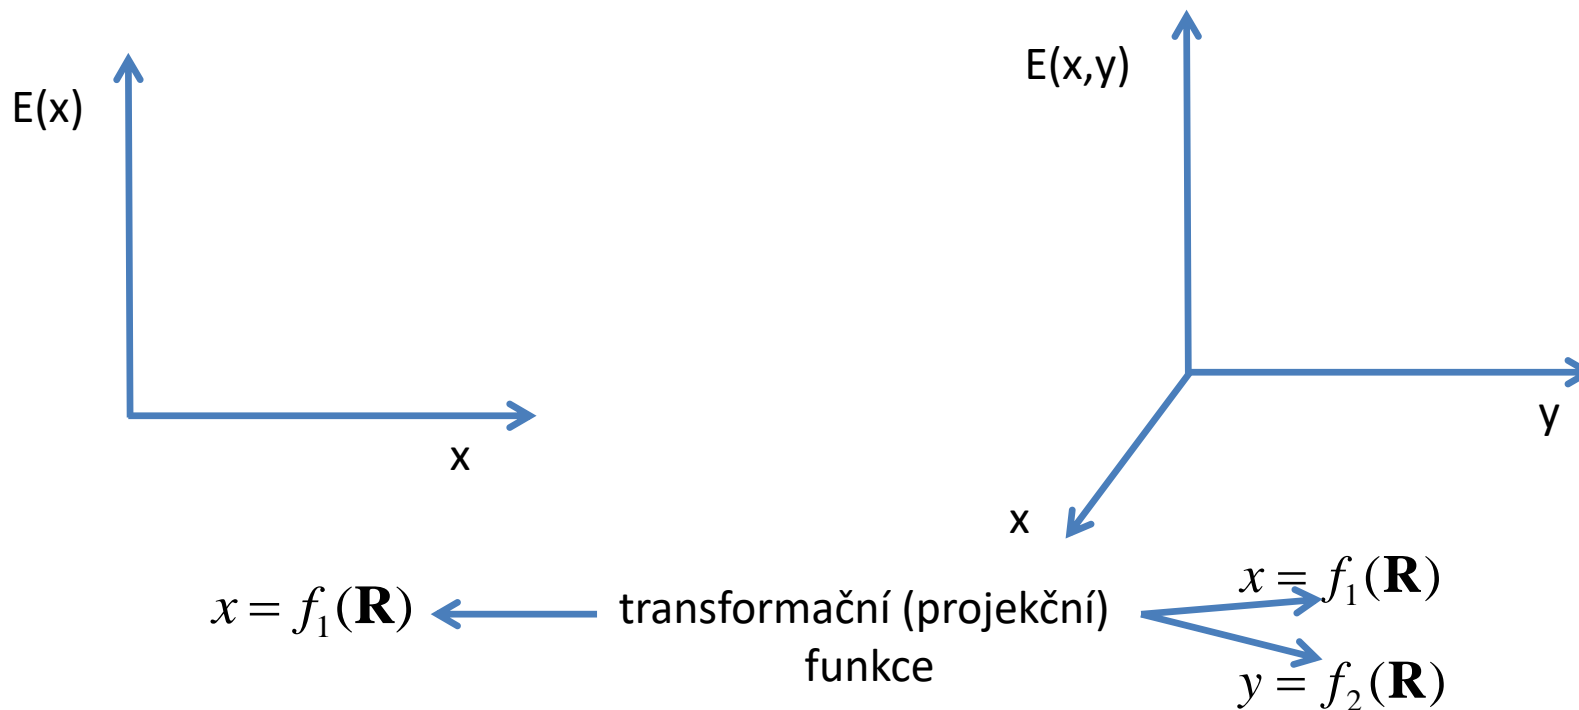 E(x)
x
E(x,y)
y
x
x = f₁(R)
transformační (projekční)
funkce
x = f₁(R)
y = f₂(R)